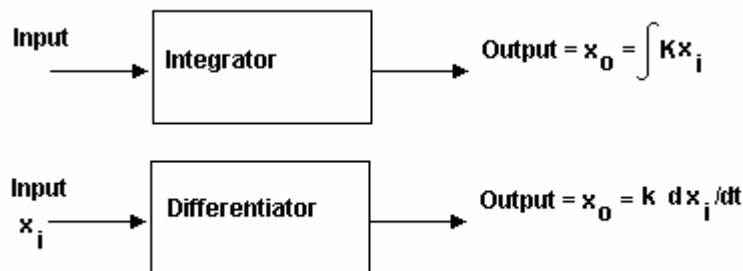 Input
Integrator
Output = x₀ = ∫ Kxᵢ
Input
xᵢ
Differentiator
Output = x₀ = k dxᵢ/dt